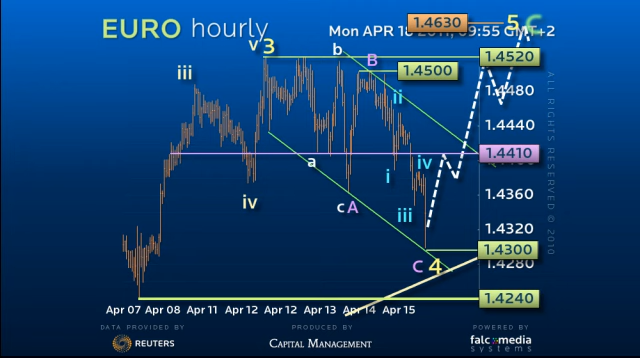 EURO hourly
Mon APR 18 2011, 09:55 GMT+2
1.4630
5 C
v 3
b
1.4520
B
1.4500
iii
ii
1.4480
1.4440
1.4410
a
iv
i
1.4360
iv
c A
iii
1.4320
1.4300
C 4
1.4280
1.4240
Apr 07 Apr 08 Apr 11 Apr 12 Apr 12 Apr 13 Apr 14 Apr 15
ALL RIGHTS RESERVED © 2010
DATA PROVIDED BY
REUTERS
PRODUCED BY
CAPITAL MANAGEMENT
POWERED BY
falc media
systems